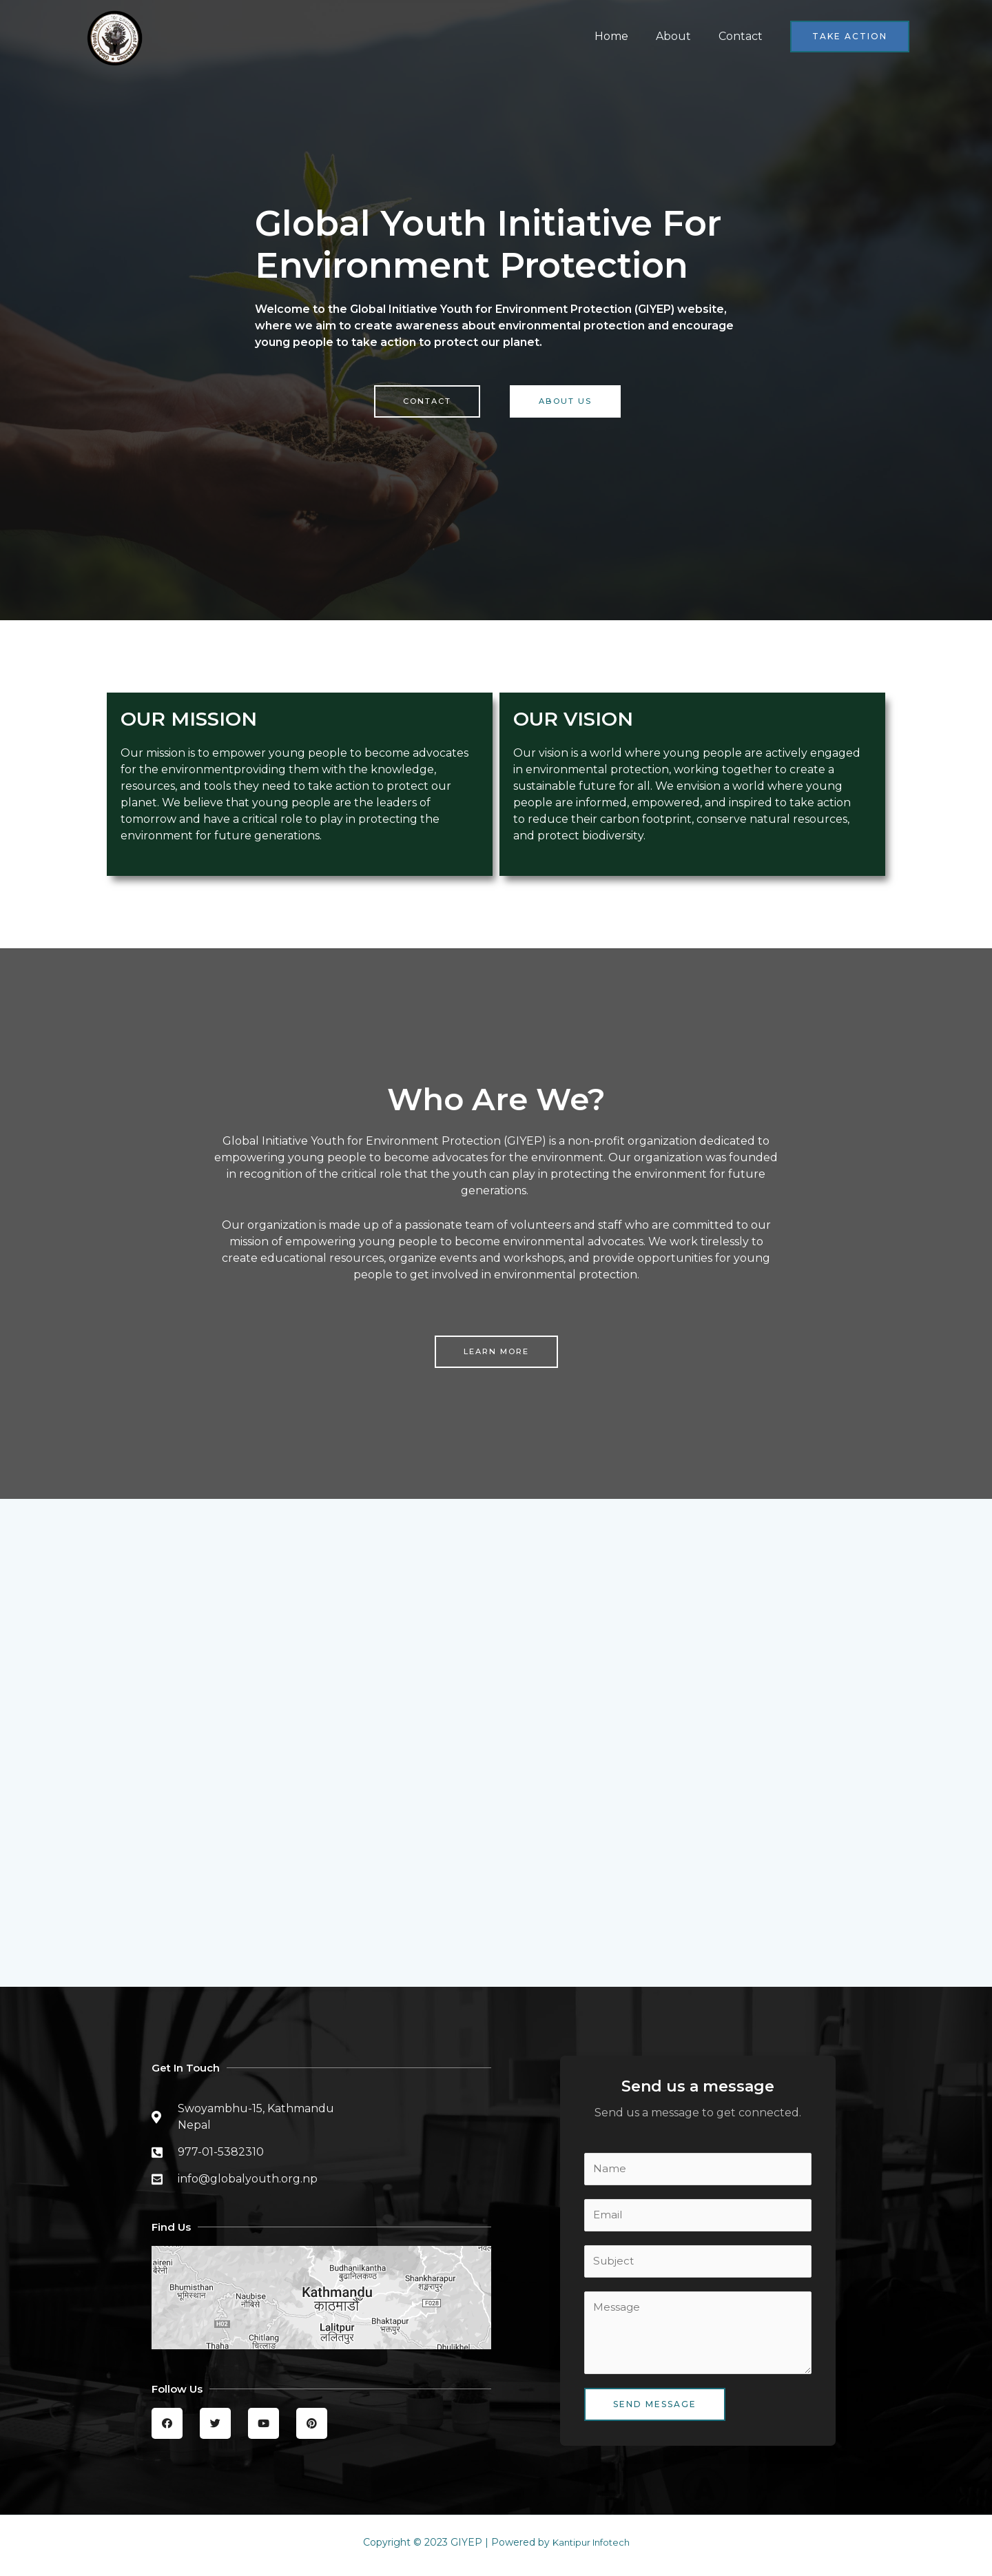 Home
About
Contact
TAKE ACTION
Global Youth Initiative For
Environment Protection
Welcome to the Global Initiative Youth for Environment Protection (GIYEP) website,
where we aim to create awareness about environmental protection and encourage
young people to take action to protect our planet.
CONTACT
ABOUT US
OUR MISSION
Our mission is to empower young people to become advocates
for the environmentproviding them with the knowledge,
resources, and tools they need to take action to protect our
planet. We believe that young people are the leaders of
tomorrow and have a critical role to play in protecting the
environment for future generations.
OUR VISION
Our vision is a world where young people are actively engaged
in environmental protection, working together to create a
sustainable future for all. We envision a world where young
people are informed, empowered, and inspired to take action
to reduce their carbon footprint, conserve natural resources,
and protect biodiversity.
Who Are We?
Global Initiative Youth for Environment Protection (GIYEP) is a non-profit organization dedicated to
empowering young people to become advocates for the environment. Our organization was founded
in recognition of the critical role that the youth can play in protecting the environment for future
generations.
Our organization is made up of a passionate team of volunteers and staff who are committed to our
mission of empowering young people to become environmental advocates. We work tirelessly to
create educational resources, organize events and workshops, and provide opportunities for young
people to get involved in environmental protection.
LEARN MORE
Get In Touch
Swoyambhu-15, Kathmandu
Nepal
977-01-5382310
info@globalyouth.org.np
Find Us
aireni
बैरेनी
Bhumisthan
भूमिस्थान
Naubise
नौबिसे
Budhanilkantha
बुढानिलकण्ठ
Kathmandu
काठमाडौँ
Shankharapur
शङ्खरापुर
F028
H02
Lalitpur
ललितपुर
Bhaktapur
भक्तपुर
Chitlang
चित्लाङ
Thaha
Dhulikhel
Follow Us
Send us a message
Send us a message to get connected.
Name
Email
Subject
Message
SEND MESSAGE
Copyright © 2023 GIYEP | Powered by Kantipur Infotech